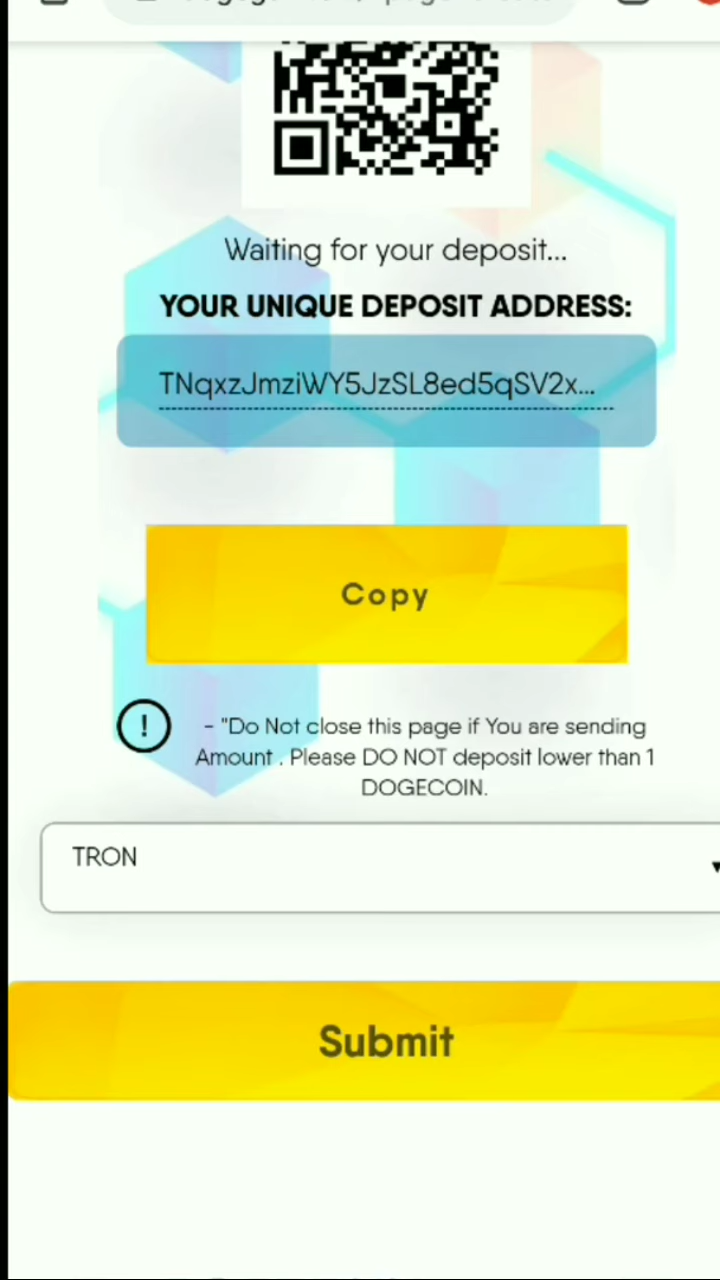 Waiting for your deposit...
YOUR UNIQUE DEPOSIT ADDRESS:
TNqxzJmziWY5JzSL8ed5qSV2x...
Copy
! - "Do Not close this page if You are sending
Amount . Please DO NOT deposit lower than 1
DOGECOIN.
TRON
Submit